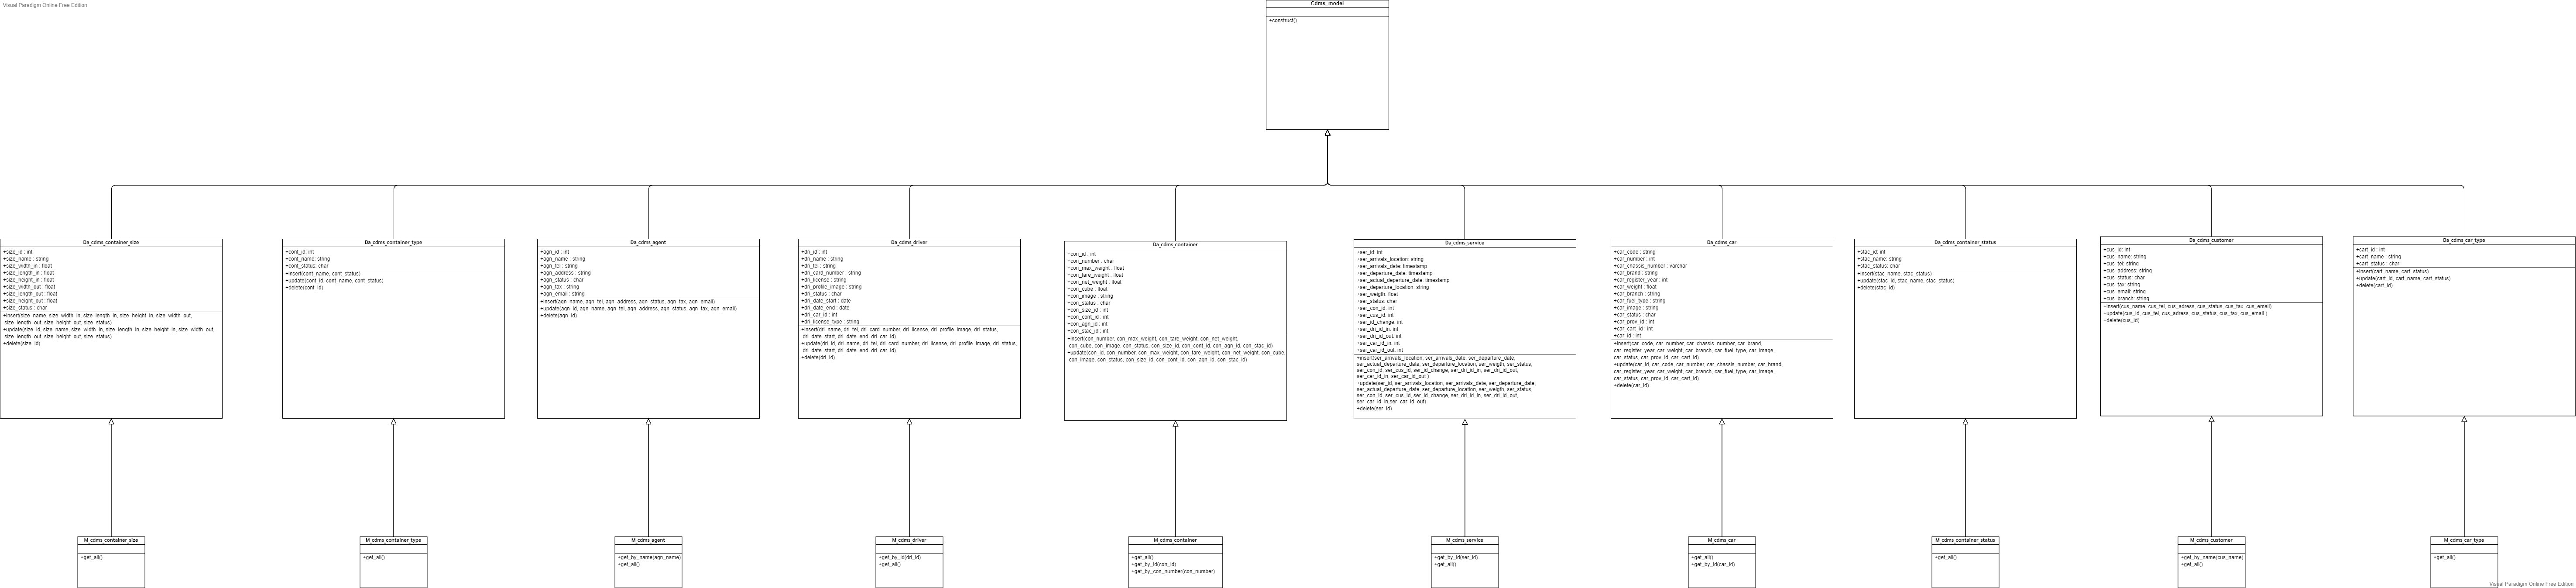 Visual Paradigm Online Free Edition
Cdms_model
+construct()
Da_cdms_container_size
+size_id : int
+size_name : string
+size_width_in : float
+size_length_in : float
+size_height_in : float
+size_width_out : float
+size_length_out : float
+size_height_out : float
+size_status : char
+insert(size_name, size_width_in, size_length_in, size_height_in, size_width_out,
size_length_out, size_height_out, size_status)
+update(size_id, size_name, size_width_in, size_length_in, size_height_in, size_width_out,
size_length_out, size_height_out, size_status)
+delete(size_id)
Da_cdms_container_type
+cont_id: int
+cont_name: string
+cont_status: char
+insert(cont_name, cont_status)
+update(cont_id, cont_name, cont_status)
+delete(cont_id)
Da_cdms_agent
+agn_id : int
+agn_name : string
+agn_tel : string
+agn_address : string
+agn_status : char
+agn_tax : string
+agn_email : string
+insert(agn_name, agn_tel, agn_address, agn_status, agn_tax, agn_email)
+update(agn_id, agn_name, agn_tel, agn_address, agn_status, agn_tax, agn_email)
+delete(agn_id)
Da_cdms_driver
+dri_id : int
+dri_name : string
+dri_tel : string
+dri_card_number : string
+dri_license : string
+dri_profile_image : string
+dri_status : char
+dri_date_start : date
+dri_date_end : date
+dri_car_id : int
+dri_license_type : string
+insert(dri_name, dri_tel, dri_card_number, dri_license, dri_profile_image, dri_status,
dri_date_start, dri_date_end, dri_car_id)
+update(dri_id, dri_name, dri_tel, dri_card_number, dri_license, dri_profile_image, dri_status,
dri_date_start, dri_date_end, dri_car_id)
+delete(dri_id)
Da_cdms_container
+con_id : int
+con_number : char
+con_max_weight : float
+con_tare_weight : float
+con_net_weight : float
+con_cube : float
+con_image : string
+con_status : char
+con_size_id : int
+con_cont_id : int
+con_agn_id : int
+con_stac_id : int
+insert(con_number, con_max_weight, con_tare_weight, con_net_weight,
con_cube, con_image, con_status, con_size_id, con_cont_id, con_agn_id, con_stac_id)
+update(con_id, con_number, con_max_weight, con_tare_weight, con_net_weight, con_cube,
con_image, con_status, con_size_id, con_cont_id, con_agn_id, con_stac_id)
Da_cdms_service
+ser_id: int
+ser_arrivals_location: string
+ser_arrivals_date: timestamp
+ser_departure_date: timestamp
+ser_actual_departure_date: timestamp
+ser_departure_location: string
+ser_weigth: float
+ser_status: char
+ser_con_id: int
+ser_cus_id: int
+ser_id_change: int
+ser_dri_id_in: int
+ser_dri_id_out: int
+ser_car_id_in: int
+ser_car_id_out: int
+insert(ser_arrivals_location, ser_arrivals_date, ser_departure_date,
ser_actual_departure_date, ser_departure_location, ser_weigth, ser_status,
ser_con_id, ser_cus_id, ser_id_change, ser_dri_id_in, ser_dri_id_out,
ser_car_id_in, ser_car_id_out )
+update(ser_id, ser_arrivals_location, ser_arrivals_date, ser_departure_date,
ser_actual_departure_date, ser_departure_location, ser_weigth, ser_status,
ser_con_id, ser_cus_id, ser_id_change, ser_dri_id_in, ser_dri_id_out,
ser_car_id_in,ser_car_id_out)
+delete(ser_id)
Da_cdms_car
+car_code : string
+car_number : int
+car_chassis_number : varchar
+car_brand : string
+car_register_year : int
+car_weight : float
+car_branch : string
+car_fuel_type : string
+car_image : string
+car_status : char
+car_prov_id : int
+car_cart_id : int
+car_id : int
+insert(car_code, car_number, car_chassis_number, car_brand,
car_register_year, car_weight, car_branch, car_fuel_type, car_image,
car_status, car_prov_id, car_cart_id)
+update(car_id, car_code, car_number, car_chassis_number, car_brand,
car_register_year, car_weight, car_branch, car_fuel_type, car_image,
car_status, car_prov_id, car_cart_id)
+delete(car_id)
Da_cdms_container_status
+stac_id: int
+stac_name: string
+stac_status: char
+insert(stac_name, stac_status)
+update(stac_id, stac_name, stac_status)
+delete(stac_id)
Da_cdms_customer
+cus_id: int
+cus_name: string
+cus_tel: string
+cus_address: string
+cus_status: char
+cus_tax: string
+cus_email: string
+cus_branch: string
+insert(cus_name, cus_tel, cus_adress, cus_status, cus_tax, cus_email)
+update(cus_id, cus_tel, cus_adress, cus_status, cus_tax, cus_email )
+delete(cus_id)
Da_cdms_car_type
+cart_id : int
+cart_name : string
+cart_status : char
+insert(cart_name, cart_status)
+update(cart_id, cart_name, cart_status)
+delete(cart_id)
M_cdms_container_size
+get_all()
M_cdms_container_type
+get_all()
M_cdms_agent
+get_by_name(agn_name)
+get_all()
M_cdms_driver
+get_by_id(dri_id)
+get_all()
M_cdms_container
+get_all()
+get_by_id(con_id)
+get_by_con_number(con_number)
M_cdms_service
+get_by_id(ser_id)
+get_all()
M_cdms_car
+get_all()
+get_by_id(car_id)
M_cdms_container_status
+get_all()
M_cdms_customer
+get_by_name(cus_name)
+get_all()
M_cdms_car_type
+get_all()
Visual Paradigm Online Free Edition